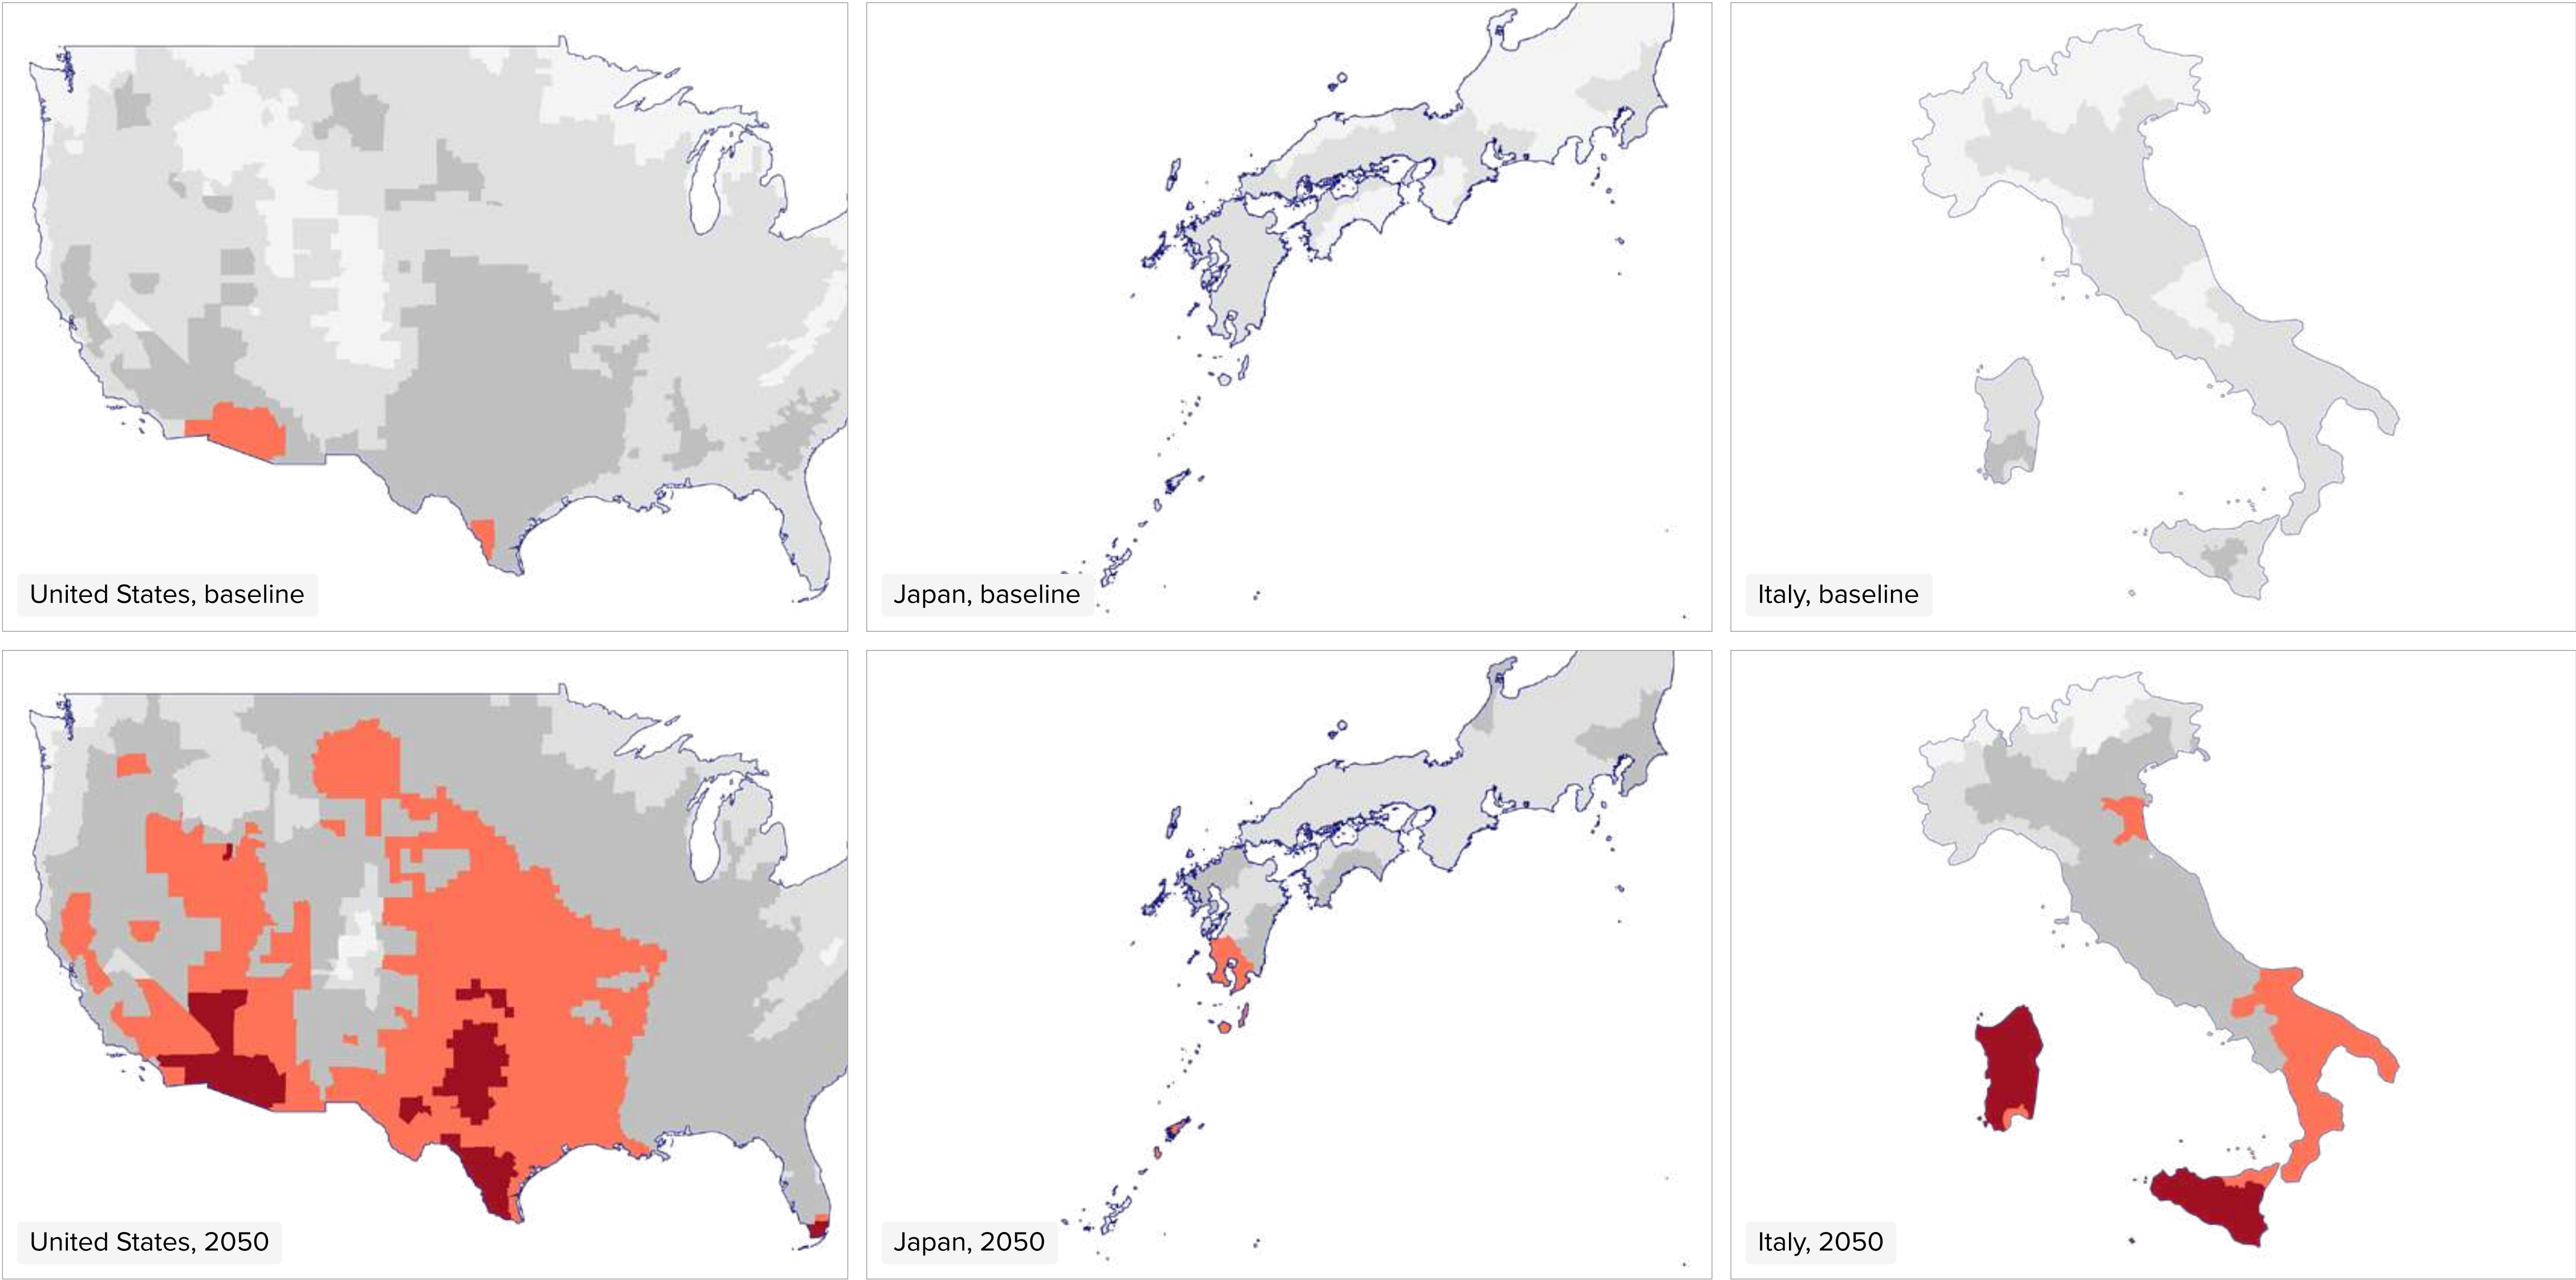 United States, baseline
Japan, baseline
Italy, baseline
United States, 2050
Japan, 2050
Italy, 2050